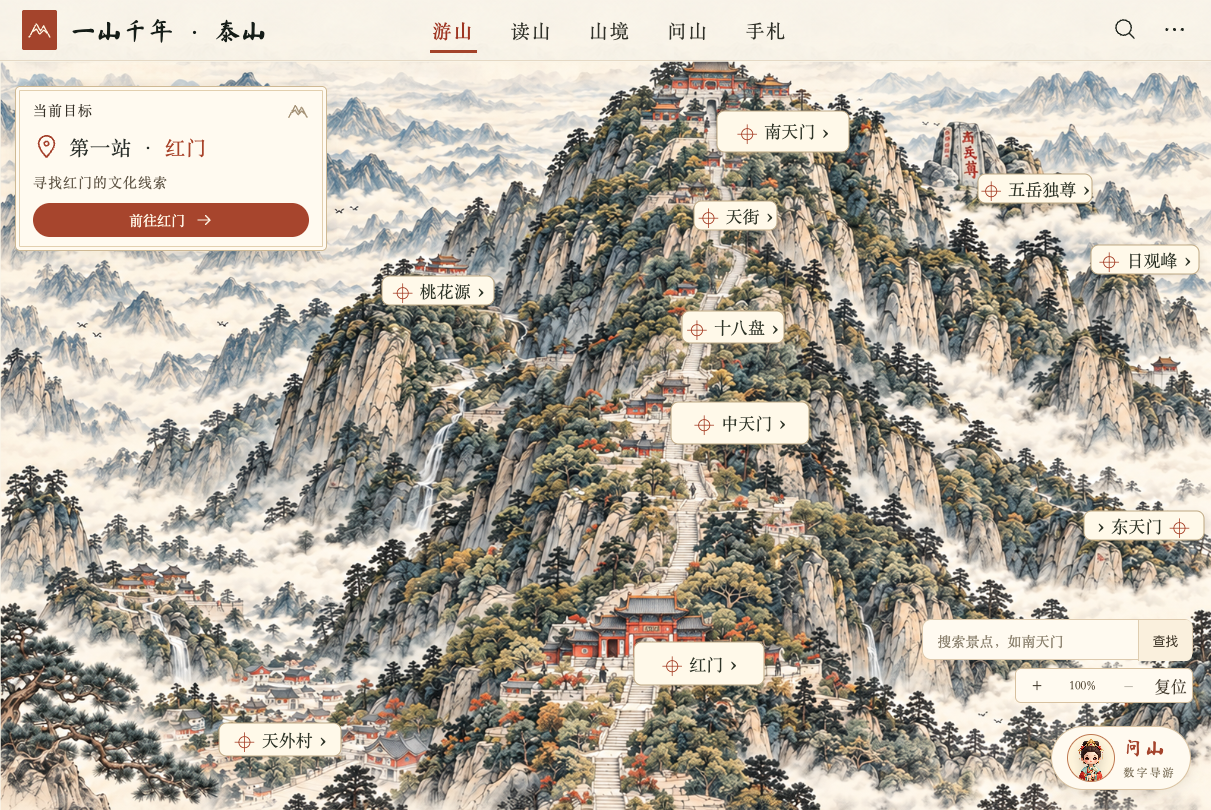 一山千年 · 泰山
游山 读山 山境 问山 手札
当前目标
第一站 · 红门
寻找红门的文化线索
前往红门 →
南天门 ›
五岳独尊
五岳独尊 ›
天街 ›
日观峰 ›
桃花源 ›
十八盘 ›
中天门 ›
› 东天门
搜索景点，如南天门 查找
红门 ›
+ 100% − 复位
天外村 ›
问山
数字导游